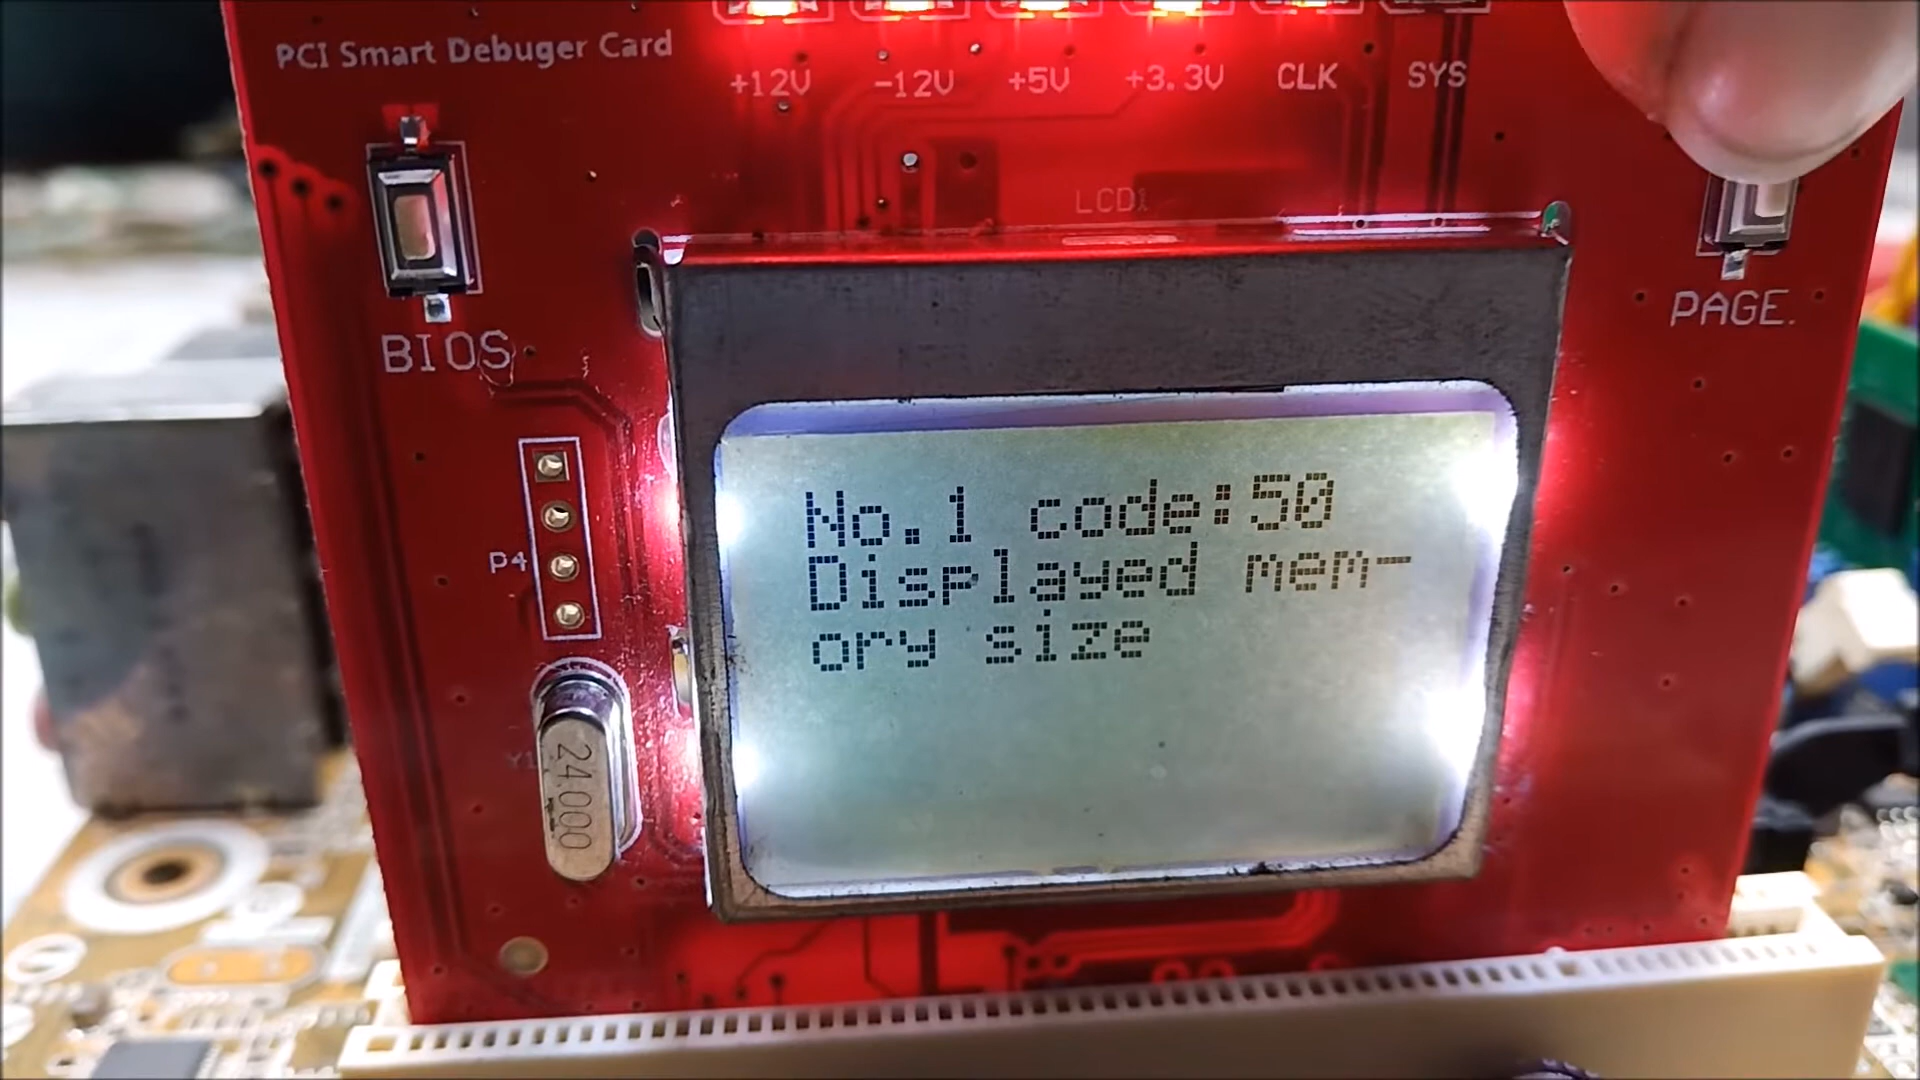 PCI Smart Debuger Card
+12V -12V +5V +3.3V CLK SYS
LCD1
BIOS
PAGE.
No.1 code:50
Displayed mem-
ory size
P4
Y1
24.000